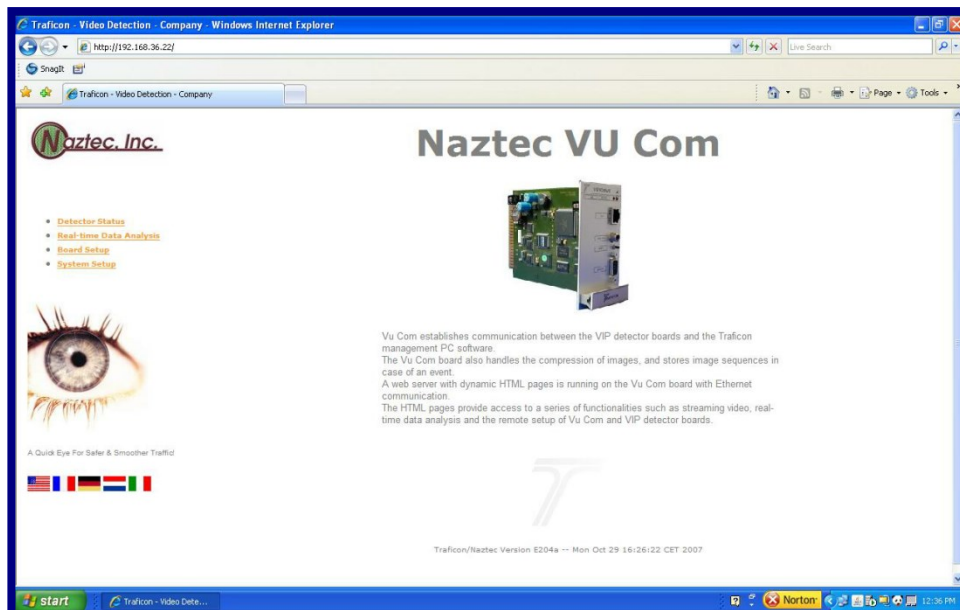 Traficon - Video Detection - Company - Windows Internet Explorer
http://192.168.36.22/
Live Search
SnagIt
Traficon - Video Detection - Company
Page
Tools
Naztec. Inc.
Naztec VU Com
Detector Status
Real-time Data Analysis
Board Setup
System Setup
Vu Com establishes communication between the VIP detector boards and the Traficon
management PC software.
The Vu Com board also handles the compression of images, and stores image sequences in
case of an event.
A web server with dynamic HTML pages is running on the Vu Com board with Ethernet
communication.
The HTML pages provide access to a series of functionalities such as streaming video, real-
time data analysis and the remote setup of Vu Com and VIP detector boards.
A Quick Eye For Safer & Smoother Traffic!
Traficon/Naztec Version E204a -- Mon Oct 29 16:26:22 CET 2007
start
Traficon - Video Dete...
Norton
12:36 PM